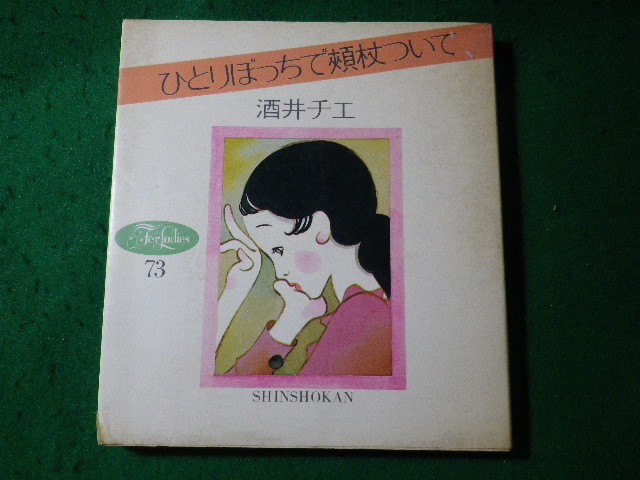 ひとりぼっちで頬杖ついて
酒井チエ
For Ladies
73
SHINSHOKAN